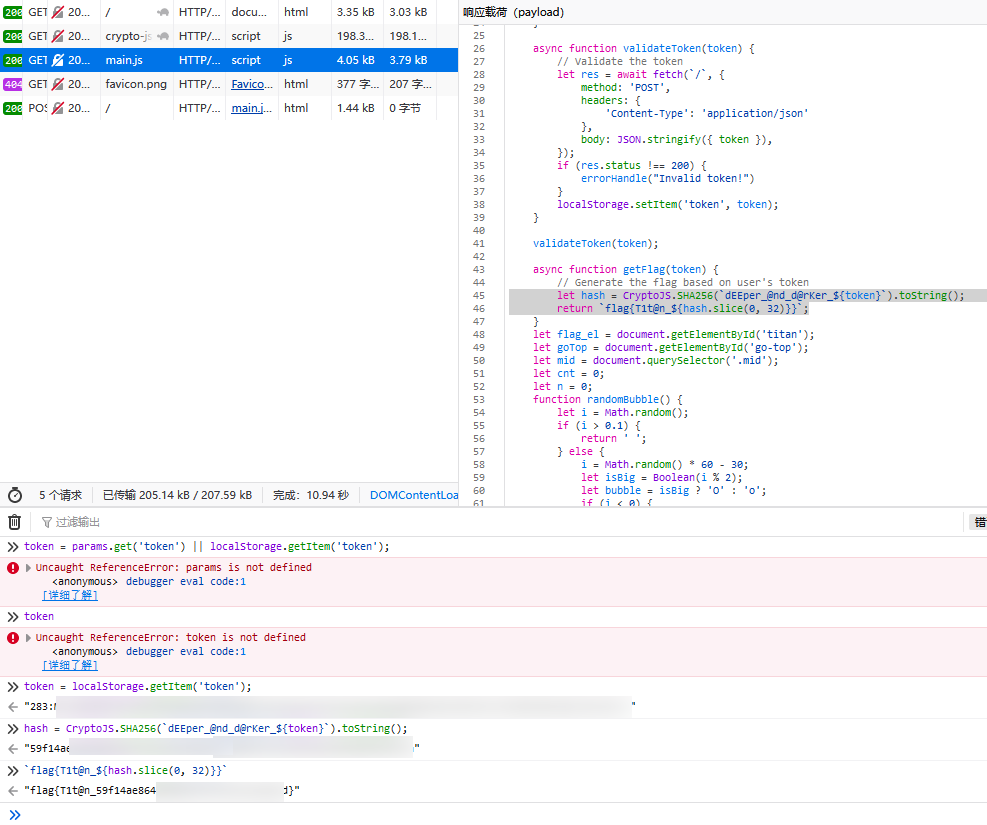 200 GET 20... / HTTP/... docu... html 3.35 kB 3.03 kB
200 GET 20... crypto-js HTTP/... script js 198.3... 198.1...
200 GET 20... main.js HTTP/... script js 4.05 kB 3.79 kB
404 GET 20... favicon.png HTTP/... Favico... html 377 字... 207 字...
200 POS 20... / HTTP/... main.j... html 1.44 kB 0 字节
5 个请求 已传输 205.14 kB / 207.59 kB 完成：10.94 秒 DOMContentLoa
响应载荷（payload）
25
26 async function validateToken(token) {
27 // Validate the token
28 let res = await fetch(`/`, {
29 method: 'POST',
30 headers: {
31 'Content-Type': 'application/json'
32 },
33 body: JSON.stringify({ token }),
34 });
35 if (res.status !== 200) {
36 errorHandle("Invalid token!")
37 }
38 localStorage.setItem('token', token);
39 }
40
41 validateToken(token);
42
43 async function getFlag(token) {
44 // Generate the flag based on user's token
45 let hash = CryptoJS.SHA256(`dEEper_@nd_d@rKer_${token}`).toString();
46 return `flag{T1t@n_${hash.slice(0, 32)}}`;
47 }
48 let flag_el = document.getElementById('titan');
49 let goTop = document.getElementById('go-top');
50 let mid = document.querySelector('.mid');
51 let cnt = 0;
52 let n = 0;
53 function randomBubble() {
54 let i = Math.random();
55 if (i > 0.1) {
56 return ' ';
57 } else {
58 i = Math.random() * 60 - 30;
59 let isBig = Boolean(i % 2);
60 let bubble = isBig ? 'O' : 'o';
61 if (i < 0) {
过滤输出
错
token = params.get('token') || localStorage.getItem('token');
Uncaught ReferenceError: params is not defined
<anonymous> debugger eval code:1
[详细了解]
token
Uncaught ReferenceError: token is not defined
<anonymous> debugger eval code:1
[详细了解]
token = localStorage.getItem('token');
"283: "
hash = CryptoJS.SHA256(`dEEper_@nd_d@rKer_${token}`).toString();
"59f14ae "
`flag{T1t@n_${hash.slice(0, 32)}}`
"flag{T1t@n_59f14ae864 d}"